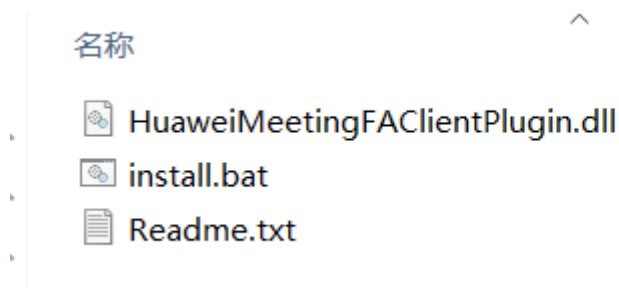 名称
HuaweiMeetingFAClientPlugin.dll
install.bat
Readme.txt